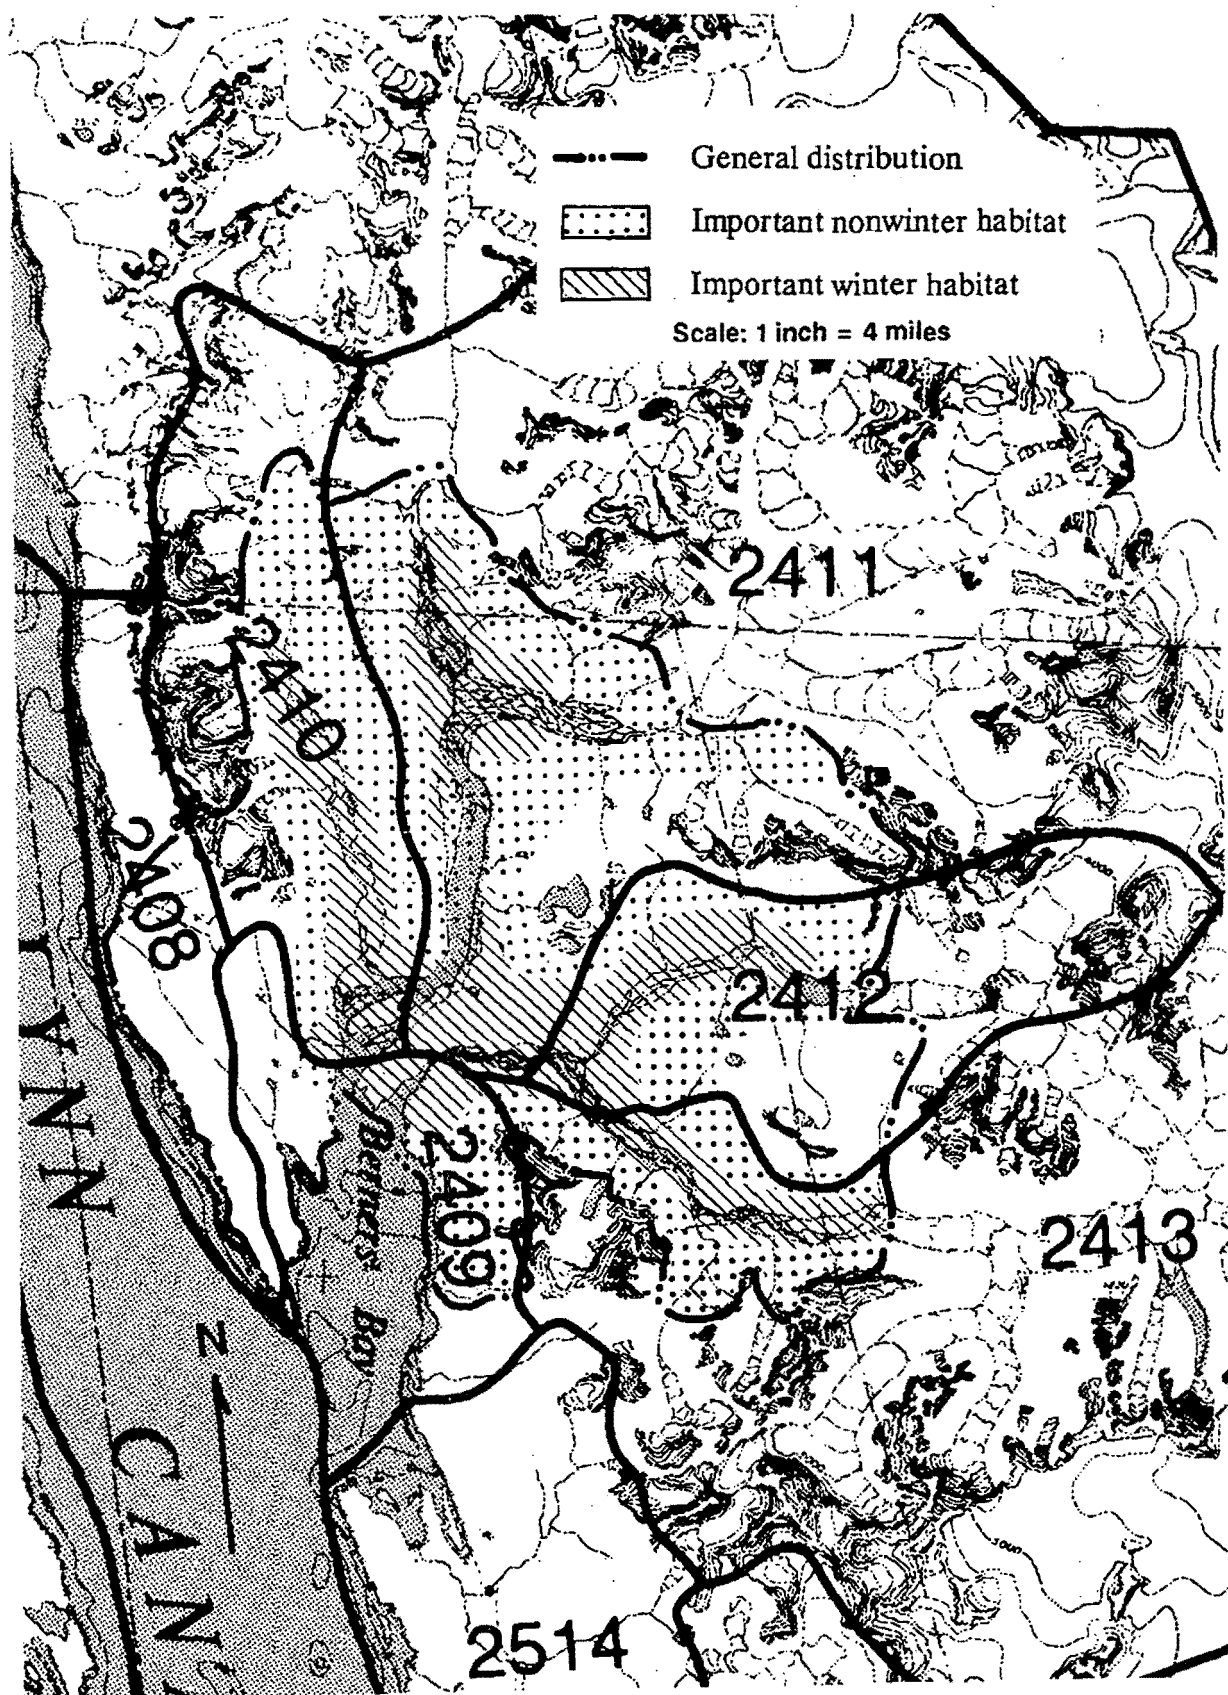 General distribution
Important nonwinter habitat
Important winter habitat
Scale: 1 inch = 4 miles
2411
2410
2408
2412
LYNN
Berners Bay
2409
2413
N
CANA
2514